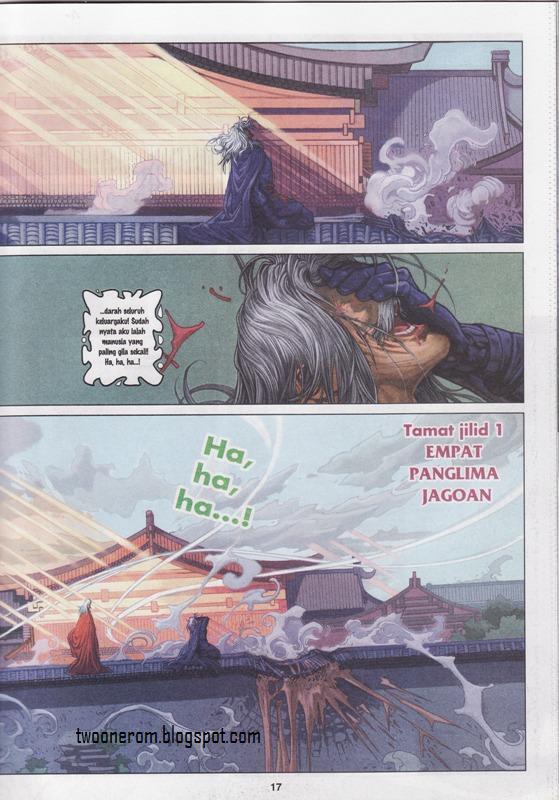 ...darah seluruh
keluargaku! Sudah
nyata aku ialah
manusia yang
paling gila sekali!
Ha, ha, ha...!
Tamat jilid 1
EMPAT
PANGLIMA
JAGOAN
Ha,
ha,
ha...!
twoonerom.blogspot.com
17